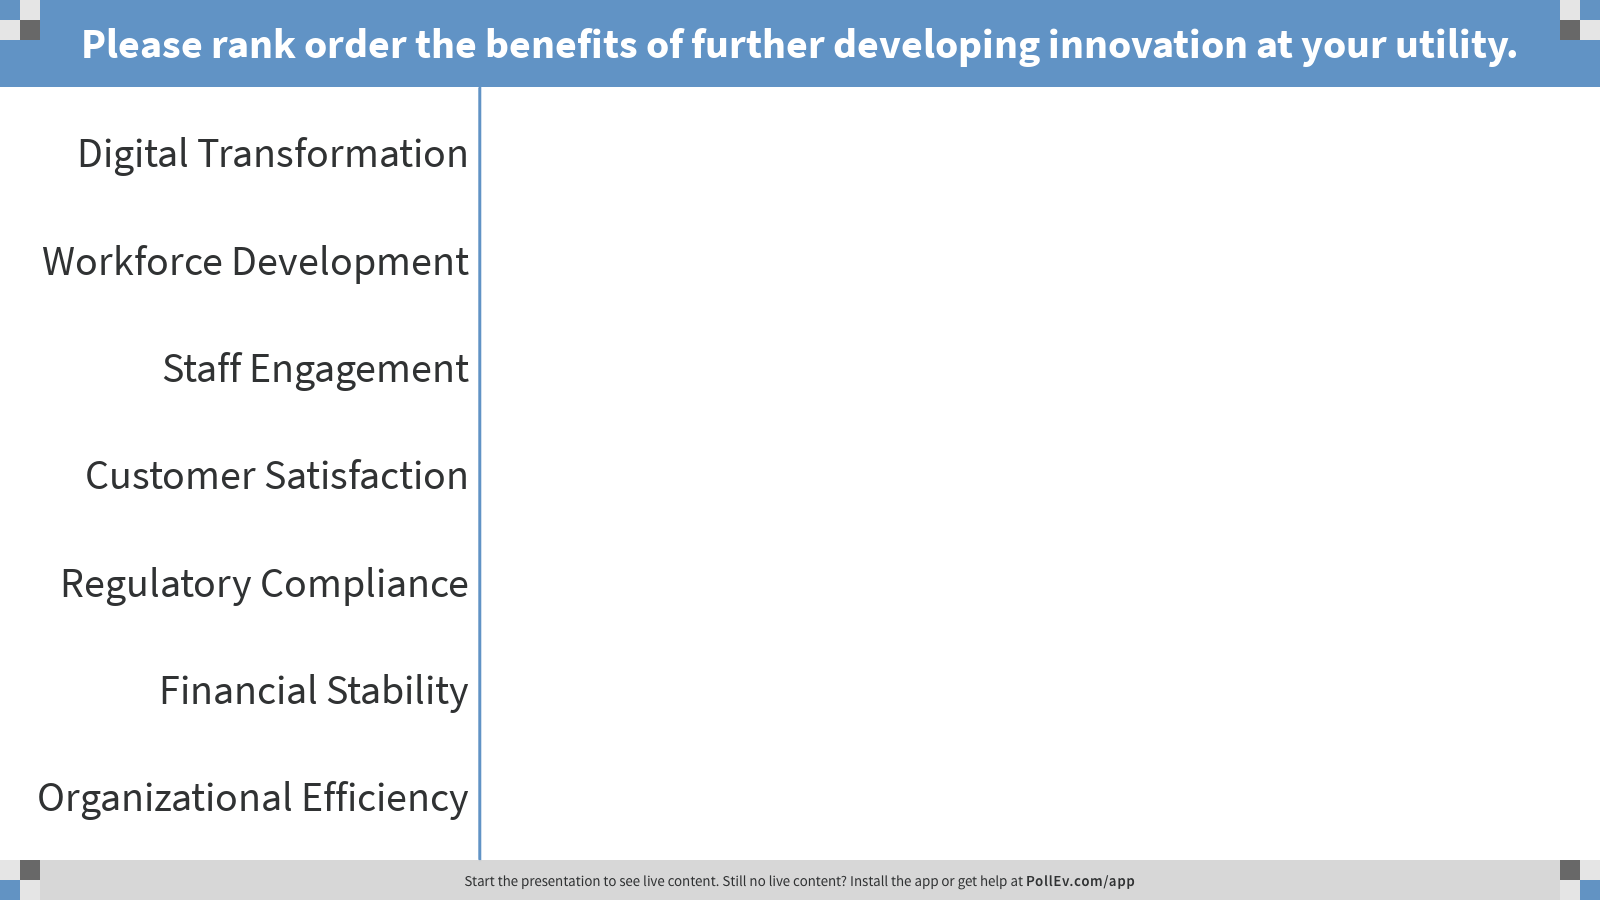 Please rank order the benefits of further developing innovation at your utility.
Digital Transformation
Workforce Development
Staff Engagement
Customer Satisfaction
Regulatory Compliance
Financial Stability
Organizational Efficiency
Start the presentation to see live content. Still no live content? Install the app or get help at PollEv.com/app